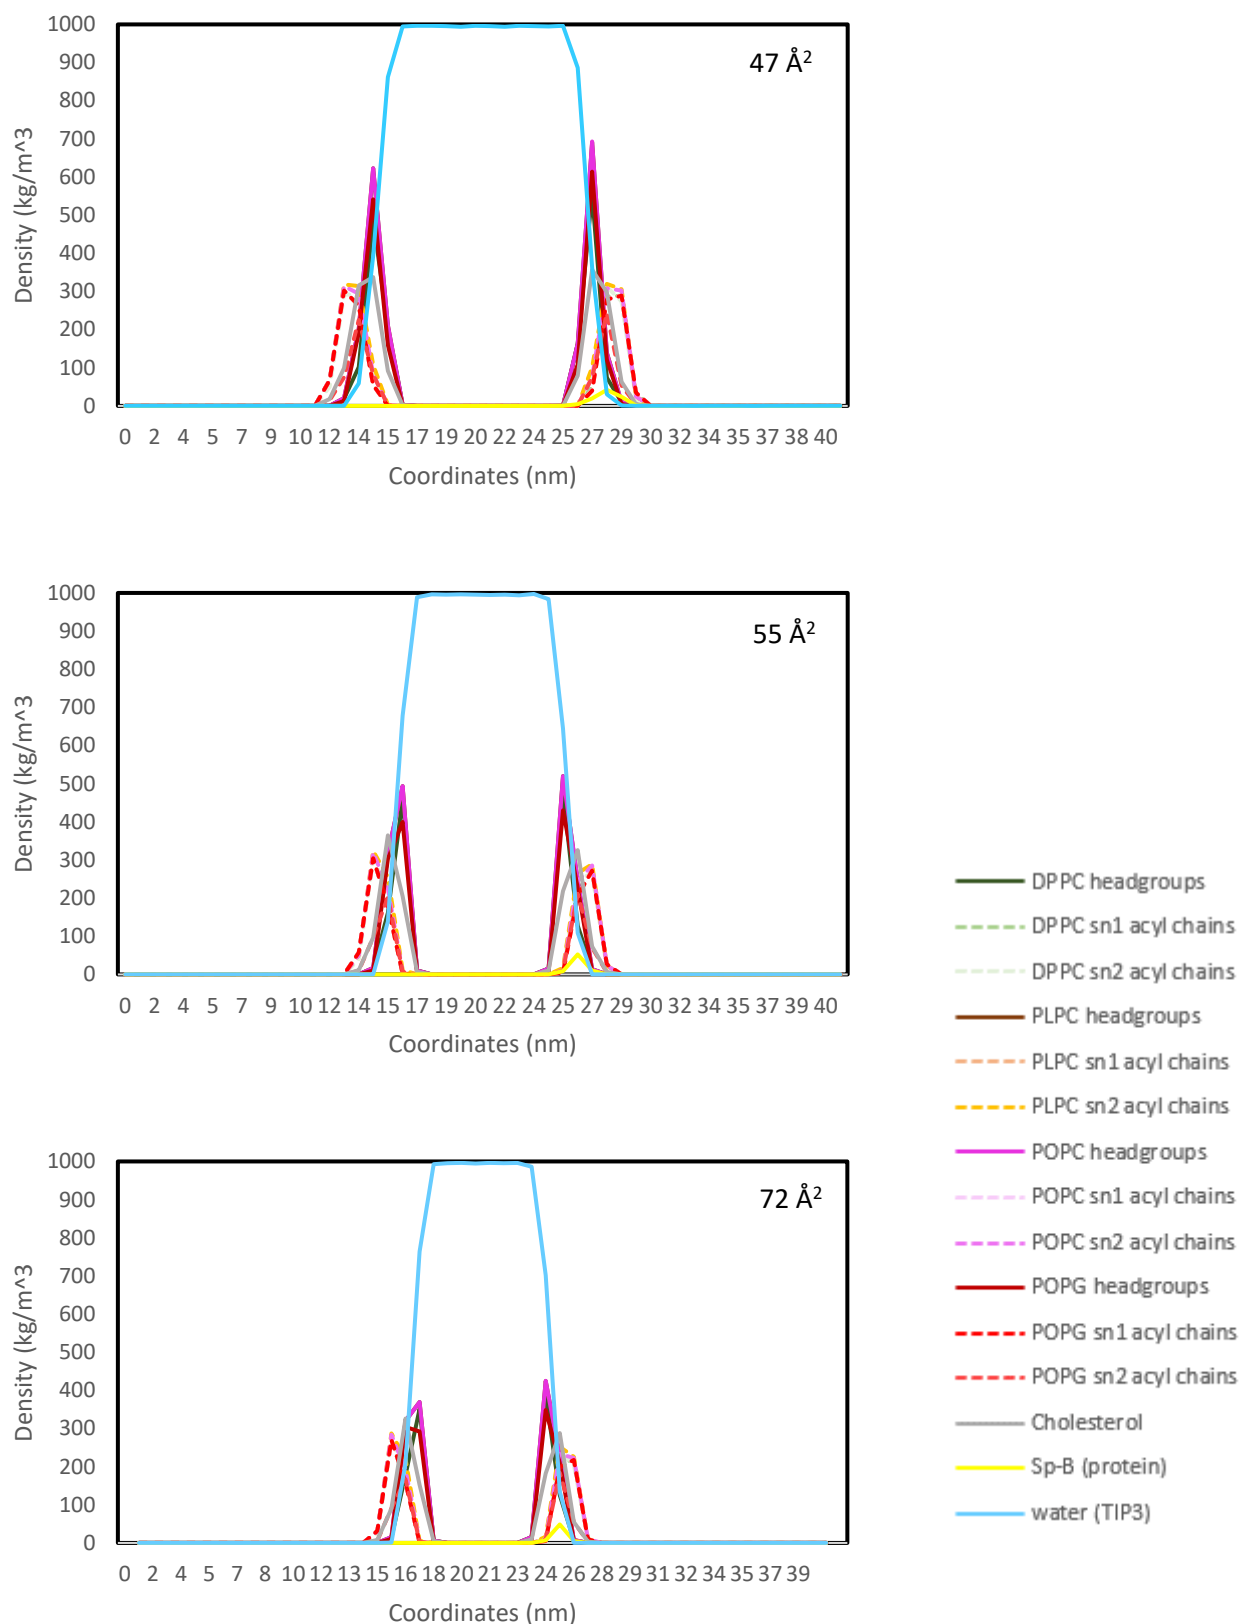 1000
900
800
700
600
500
400
300
200
100
0
Density (kg/m^3
47 Å²
0 2 4 5 7 9 10 12 14 15 17 19 20 22 24 25 27 29 30 32 34 35 37 38 40
Coordinates (nm)
1000
900
800
700
600
500
400
300
200
100
0
Density (kg/m^3
55 Å²
0 2 4 5 7 9 10 12 14 15 17 19 20 22 24 25 27 29 30 32 34 35 37 39 40
Coordinates (nm)
DPPC headgroups
DPPC sn1 acyl chains
DPPC sn2 acyl chains
PLPC headgroups
PLPC sn1 acyl chains
PLPC sn2 acyl chains
POPC headgroups
POPC sn1 acyl chains
POPC sn2 acyl chains
POPG headgroups
POPG sn1 acyl chains
POPG sn2 acyl chains
Cholesterol
Sp-B (protein)
water (TIP3)
1000
900
800
700
600
500
400
300
200
100
0
Density (kg/m^3
72 Å²
0 2 4 5 7 8 10 12 13 15 16 18 20 21 23 24 26 28 29 31 32 34 37 39
Coordinates (nm)